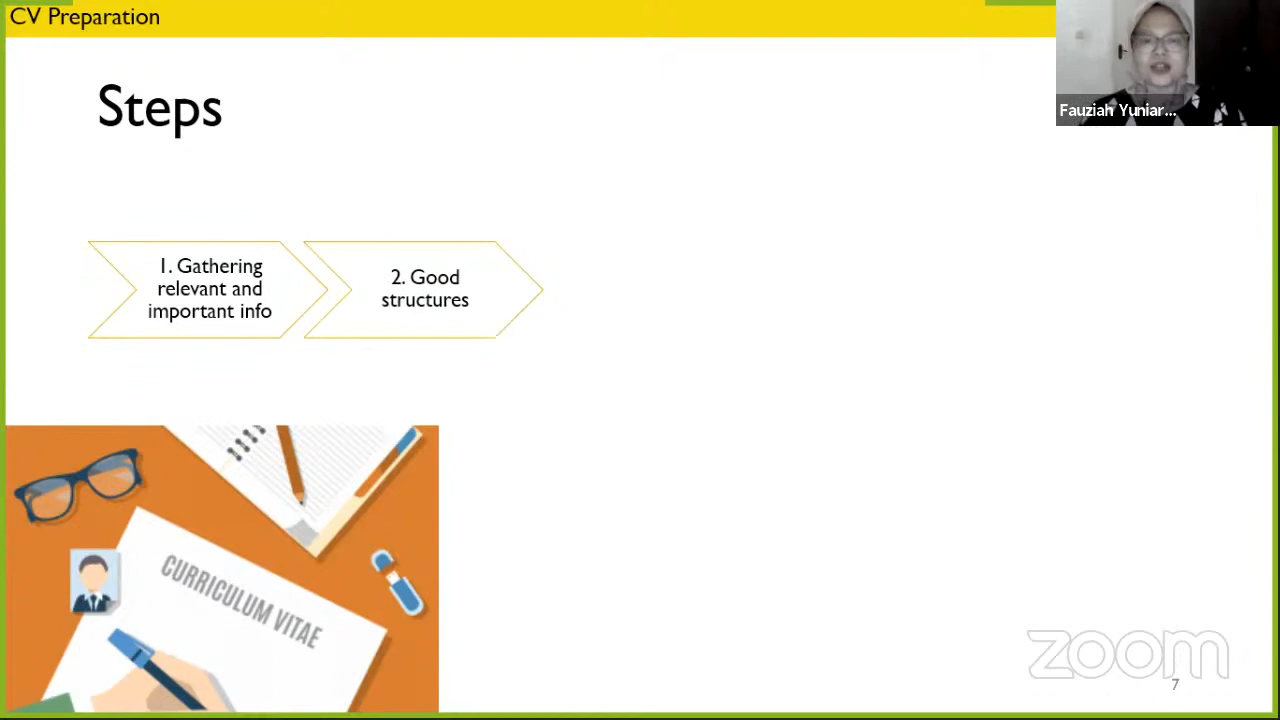 CV Preparation
Fauziah Yuniar...
Steps
1. Gathering
relevant and
important info
2. Good
structures
CURRICULUM VITAE
zoom
7